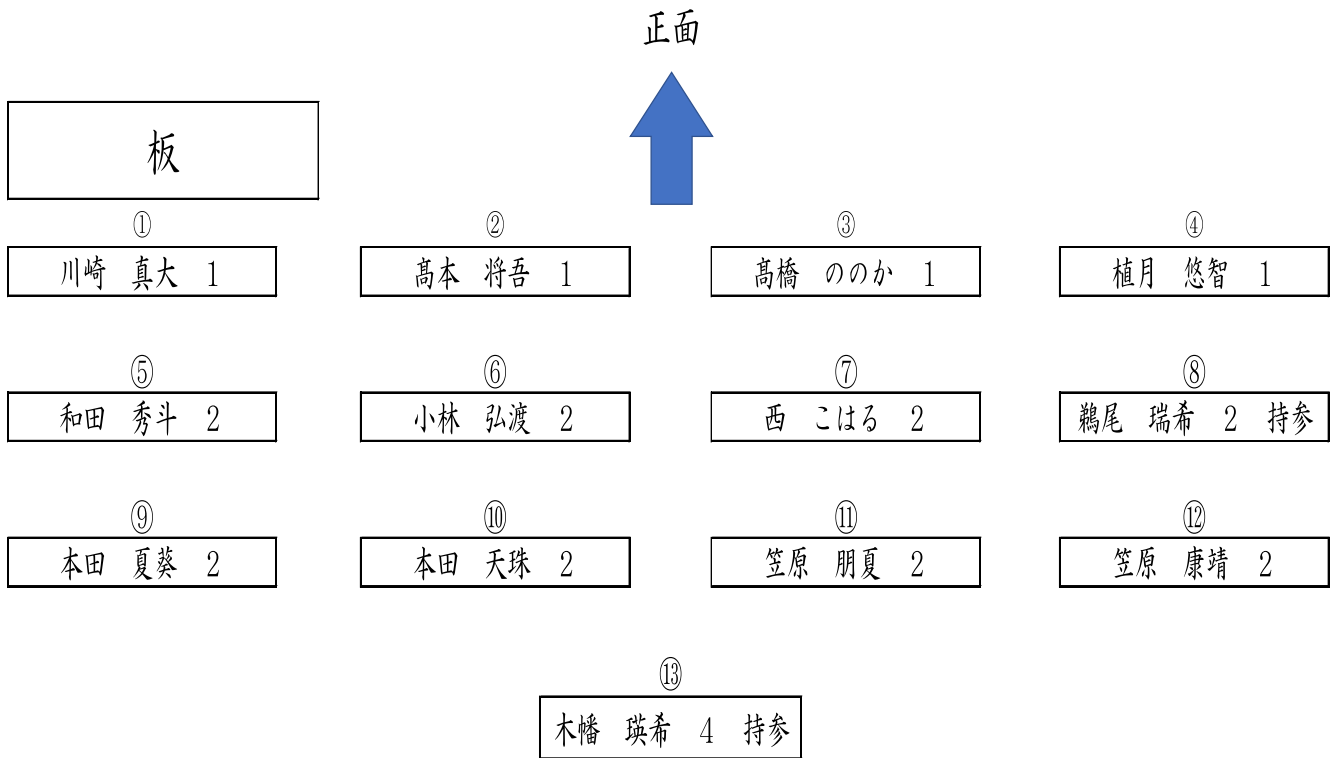 正面
板
① ② ③ ④
川崎 真大 1 髙本 将吾 1 髙橋 ののか 1 植月 悠智 1
⑤ ⑥ ⑦ ⑧
和田 秀斗 2 小林 弘渡 2 西 こはる 2 鵜尾 瑞希 2 持参
⑨ ⑩ ⑪ ⑫
本田 夏葵 2 本田 天珠 2 笠原 朋夏 2 笠原 康靖 2
⑬
木幡 瑛希 4 持参